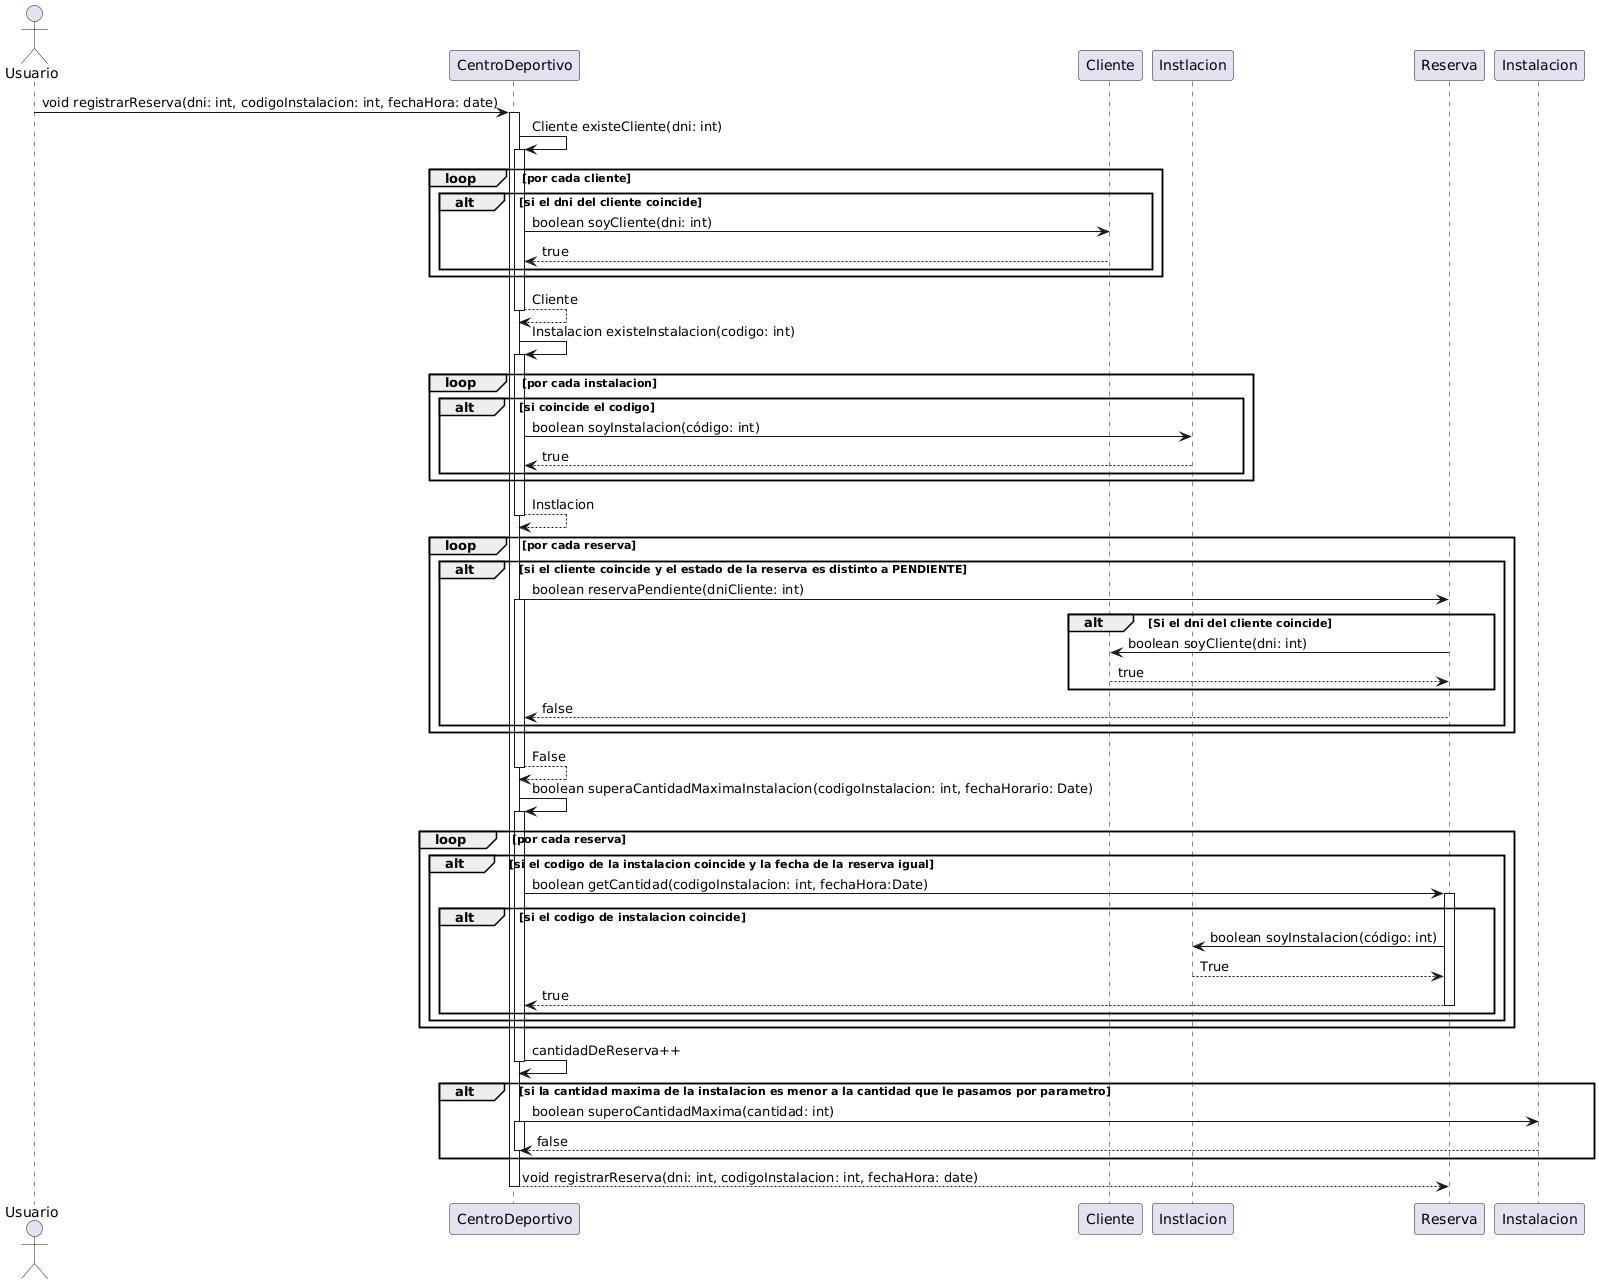 Usuario
CentroDeportivo
Cliente
Instlacion
Reserva
Instalacion
void registrarReserva(dni: int, codigoInstalacion: int, fechaHora: date)
Cliente existeCliente(dni: int)
loop [por cada cliente]
alt [si el dni del cliente coincide]
boolean soyCliente(dni: int)
true
Cliente
Instalacion existeInstalacion(codigo: int)
loop [por cada instalacion]
alt [si coincide el codigo]
boolean soyInstalacion(código: int)
true
Instlacion
loop [por cada reserva]
alt [si el cliente coincide y el estado de la reserva es distinto a PENDIENTE]
boolean reservaPendiente(dniCliente: int)
alt [Si el dni del cliente coincide]
boolean soyCliente(dni: int)
true
false
False
boolean superaCantidadMaximaInstalacion(codigoInstalacion: int, fechaHorario: Date)
loop [por cada reserva]
alt [si el codigo de la instalacion coincide y la fecha de la reserva igual]
boolean getCantidad(codigoInstalacion: int, fechaHora:Date)
alt [si el codigo de instalacion coincide]
boolean soyInstalacion(código: int)
True
true
cantidadDeReserva++
alt [si la cantidad maxima de la instalacion es menor a la cantidad que le pasamos por parametro]
boolean superoCantidadMaxima(cantidad: int)
false
void registrarReserva(dni: int, codigoInstalacion: int, fechaHora: date)
Usuario
CentroDeportivo
Cliente
Instlacion
Reserva
Instalacion